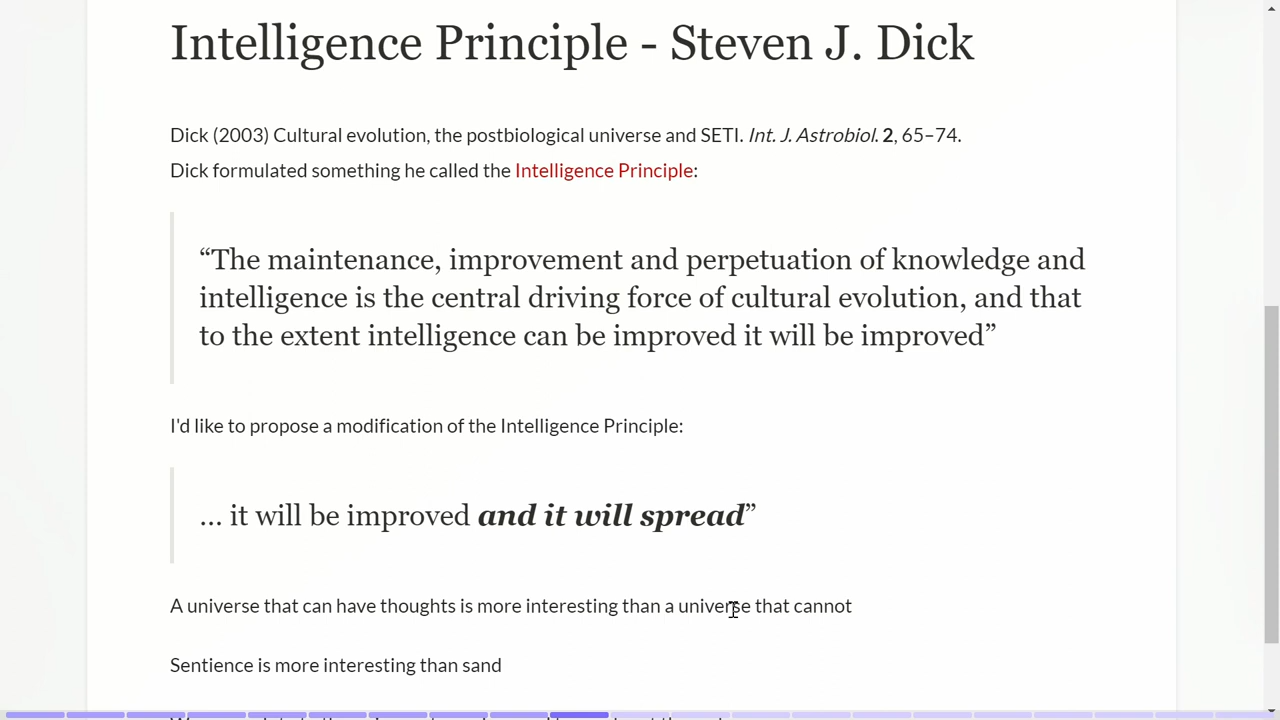 Intelligence Principle - Steven J. Dick
Dick (2003) Cultural evolution, the postbiological universe and SETI. Int. J. Astrobiol. 2, 65–74.
Dick formulated something he called the Intelligence Principle:
“The maintenance, improvement and perpetuation of knowledge and
intelligence is the central driving force of cultural evolution, and that
to the extent intelligence can be improved it will be improved”
I'd like to propose a modification of the Intelligence Principle:
... it will be improved and it will spread”
A universe that can have thoughts is more interesting than a universe that cannot
Sentience is more interesting than sand